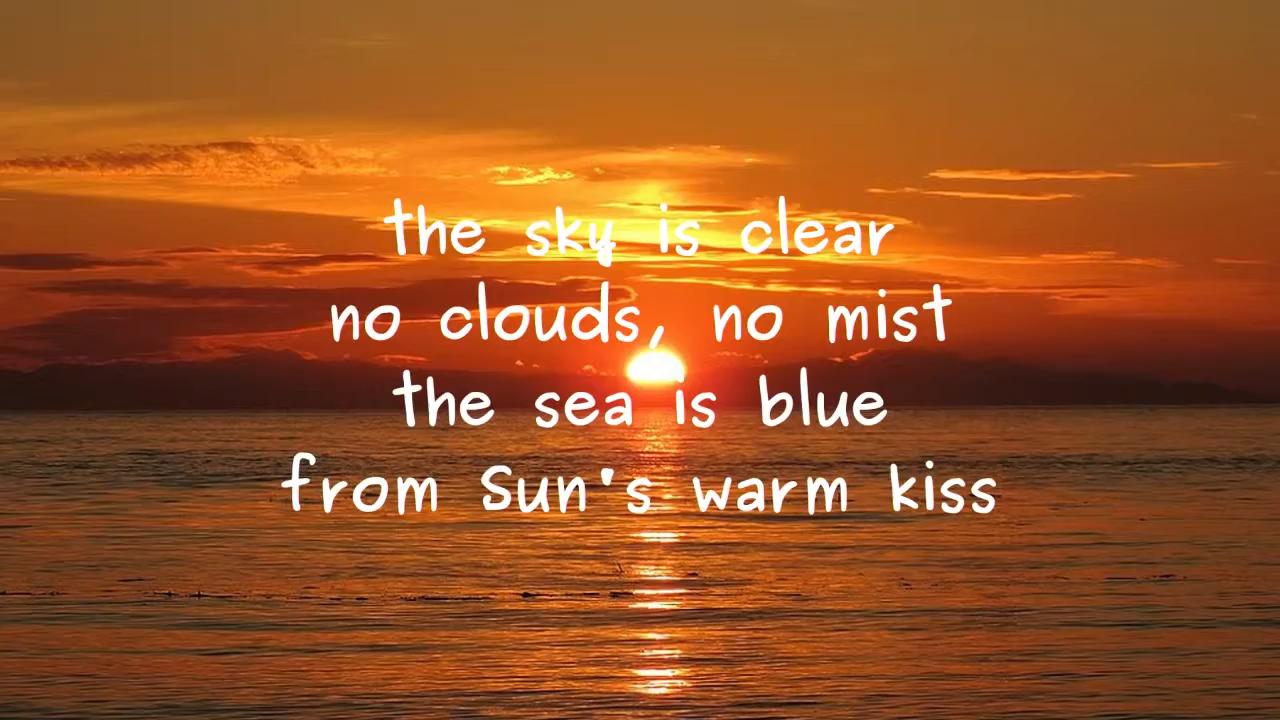 the sky is clear
no clouds, no mist
the sea is blue
from Sun's warm kiss